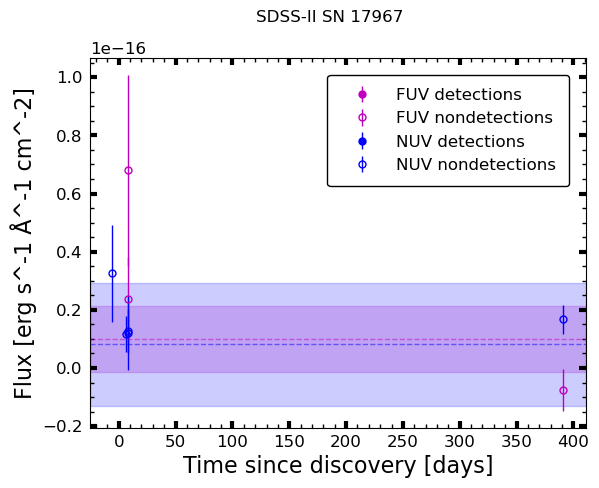 SDSS-II SN 17967
1e−16
1.0
0.8
0.6
0.4
0.2
0.0
−0.2
Flux [erg s^-1 Å^-1 cm^-2]
FUV detections
FUV nondetections
NUV detections
NUV nondetections
0 50 100 150 200 250 300 350 400
Time since discovery [days]